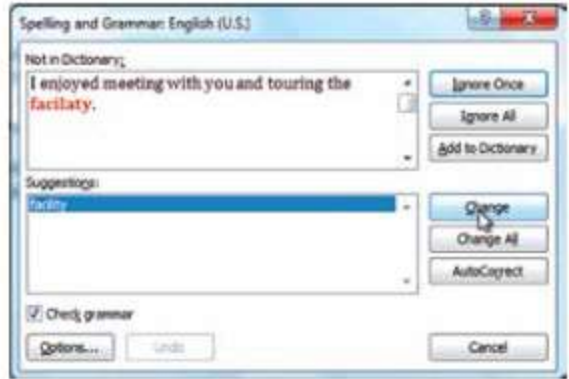 Spelling and Grammar: English (U.S.)
Not in Dictionary:
I enjoyed meeting with you and touring the
facilaty.
Ignore Once
Ignore All
Add to Dictionary
Suggestions:
facility
Change
Change All
AutoCorrect
Check grammar
Options...
Undo
Cancel